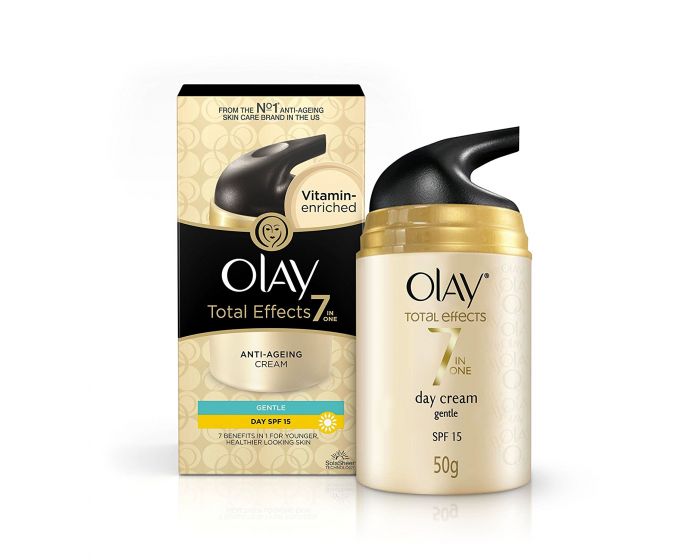 FROM THE No1* ANTI-AGEING
SKIN CARE BRAND IN THE US
Vitamin-
enriched
OLAY
Total Effects 7 IN ONE
ANTI-AGEING
CREAM
GENTLE
DAY SPF 15
7 BENEFITS IN 1 FOR YOUNGER,
HEALTHIER LOOKING SKIN
SolaSheer
TECHNOLOGY
OLAY®
TOTAL EFFECTS
7 IN ONE
day cream
gentle
SPF 15
50g